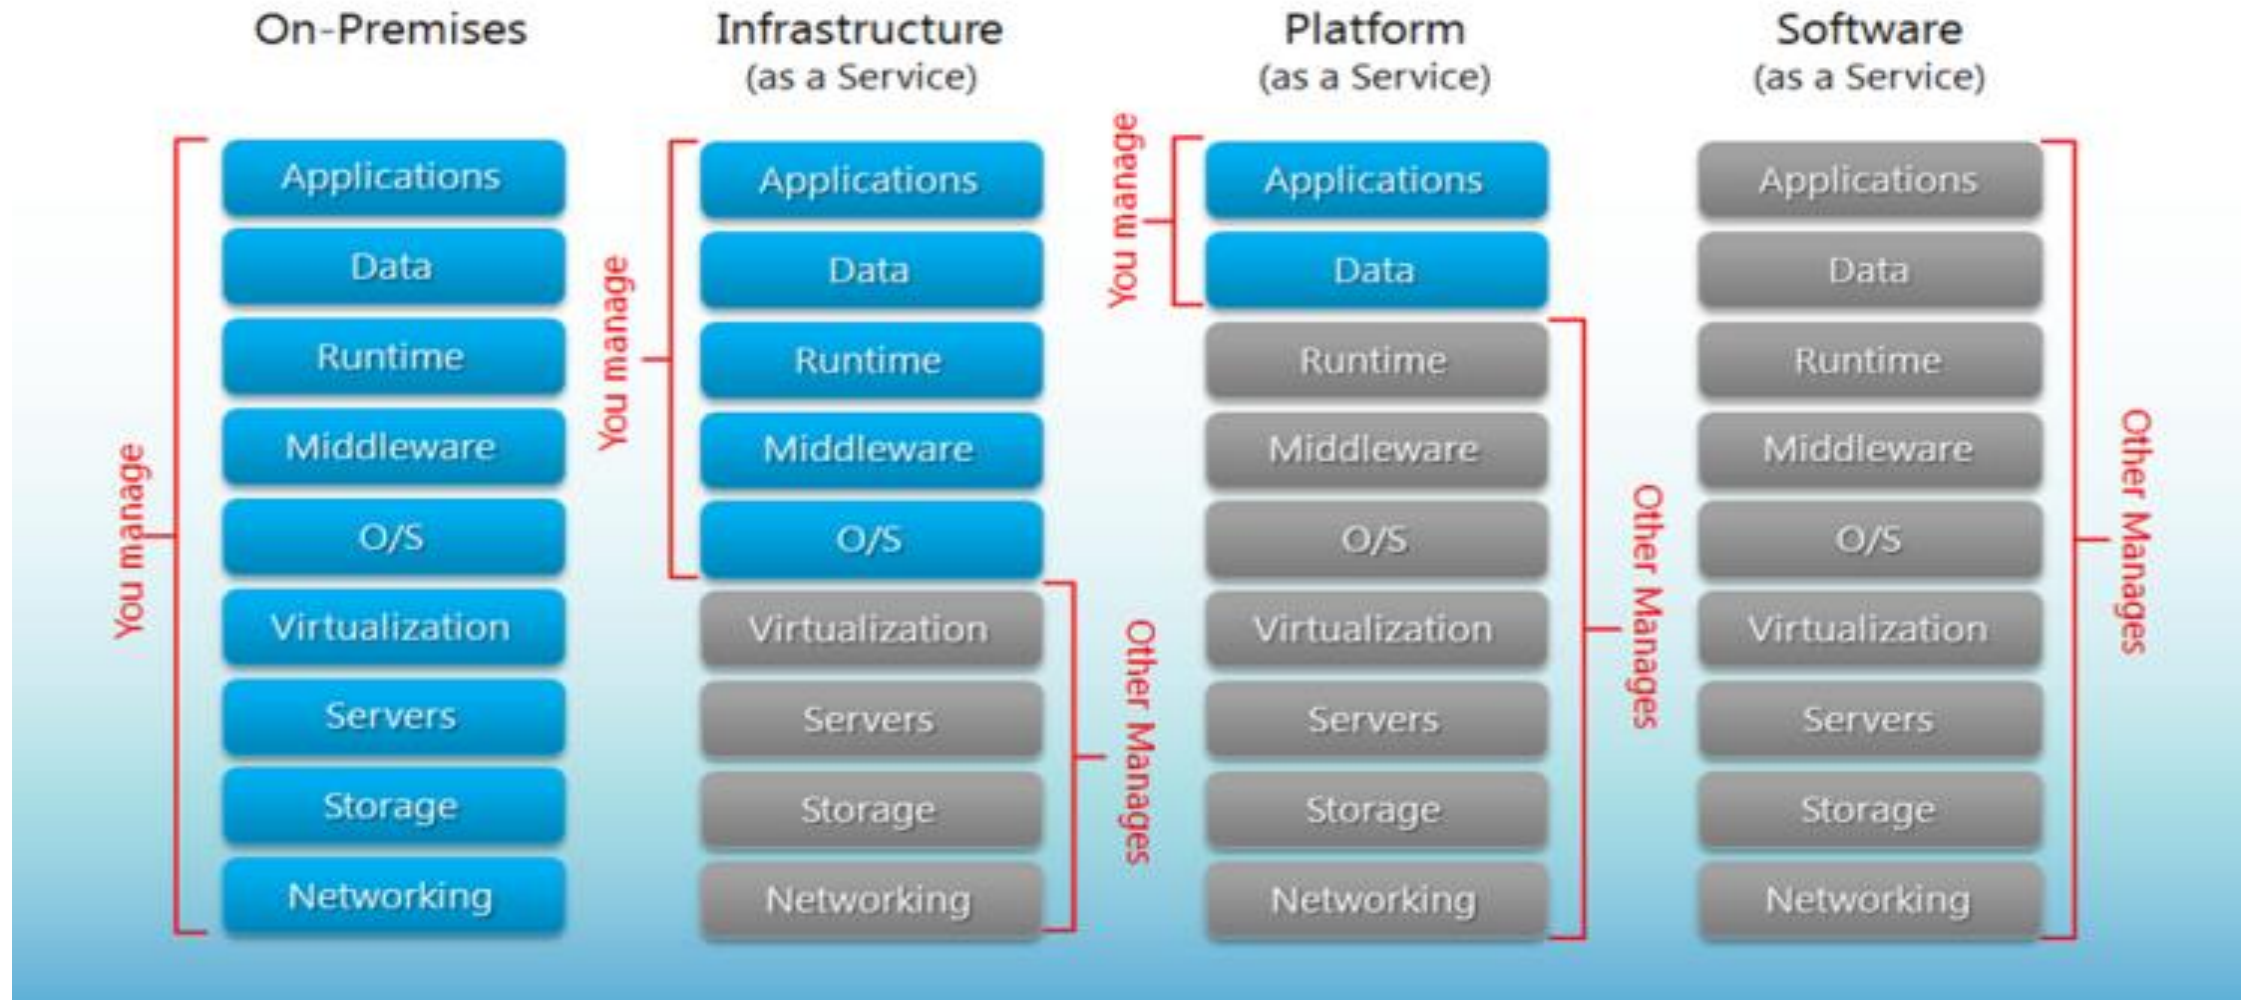 On-Premises
You manage
Applications
Data
Runtime
Middleware
O/S
Virtualization
Servers
Storage
Networking
Infrastructure
(as a Service)
You manage
Applications
Data
Runtime
Middleware
O/S
Virtualization
Servers
Storage
Networking
Other Manages
Platform
(as a Service)
You manage
Applications
Data
Runtime
Middleware
O/S
Virtualization
Servers
Storage
Networking
Other Manages
Software
(as a Service)
Applications
Data
Runtime
Middleware
O/S
Virtualization
Servers
Storage
Networking
Other Manages